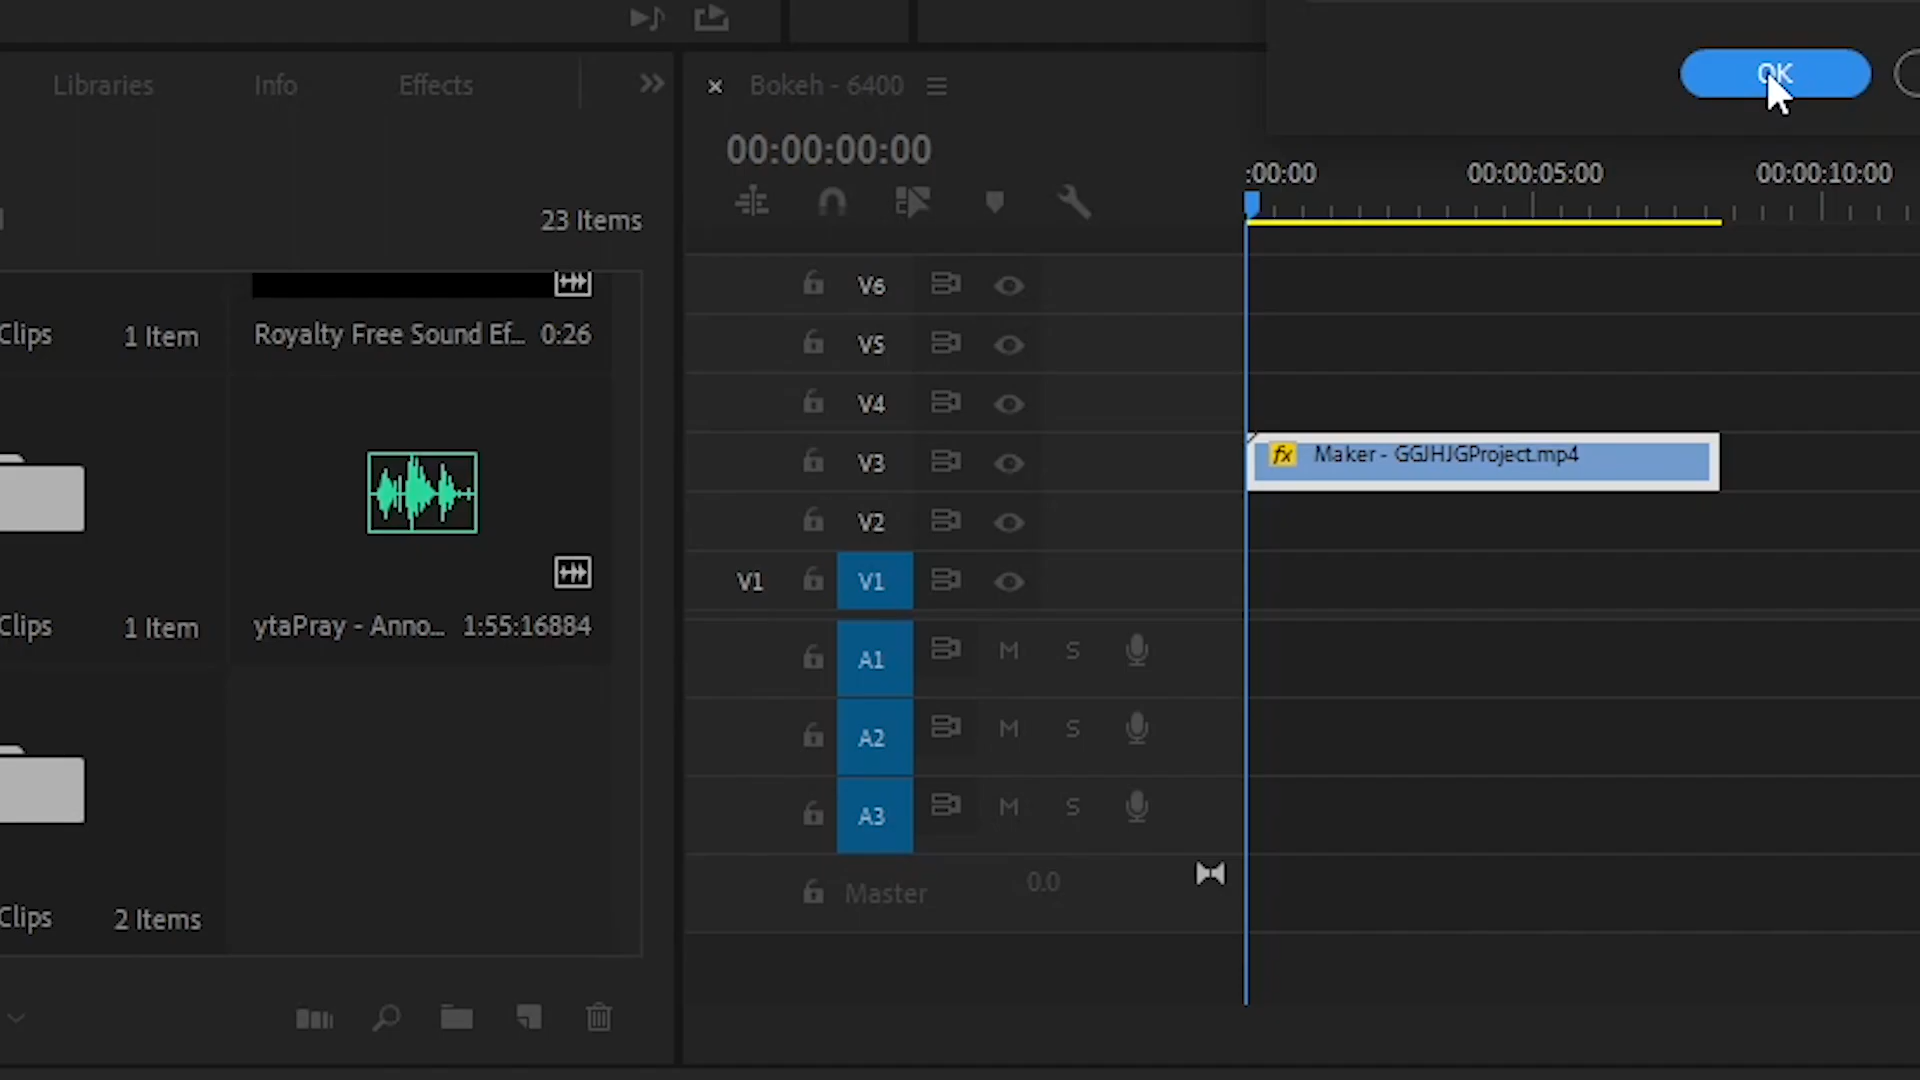 Libraries
Info
Effects
Bokeh - 6400
OK
00:00:00:00
:00:00
00:00:05:00
00:00:10:00
23 Items
Clips
1 Item
Royalty Free Sound Ef...
0:26
Clips
1 Item
ytaPray - Anno...
1:55:16884
Clips
2 Items
V6
V5
V4
V3
fx Maker - GGJHJGProject.mp4
V2
V1
V1
A1
M
S
A2
M
S
A3
M
S
Master
0.0